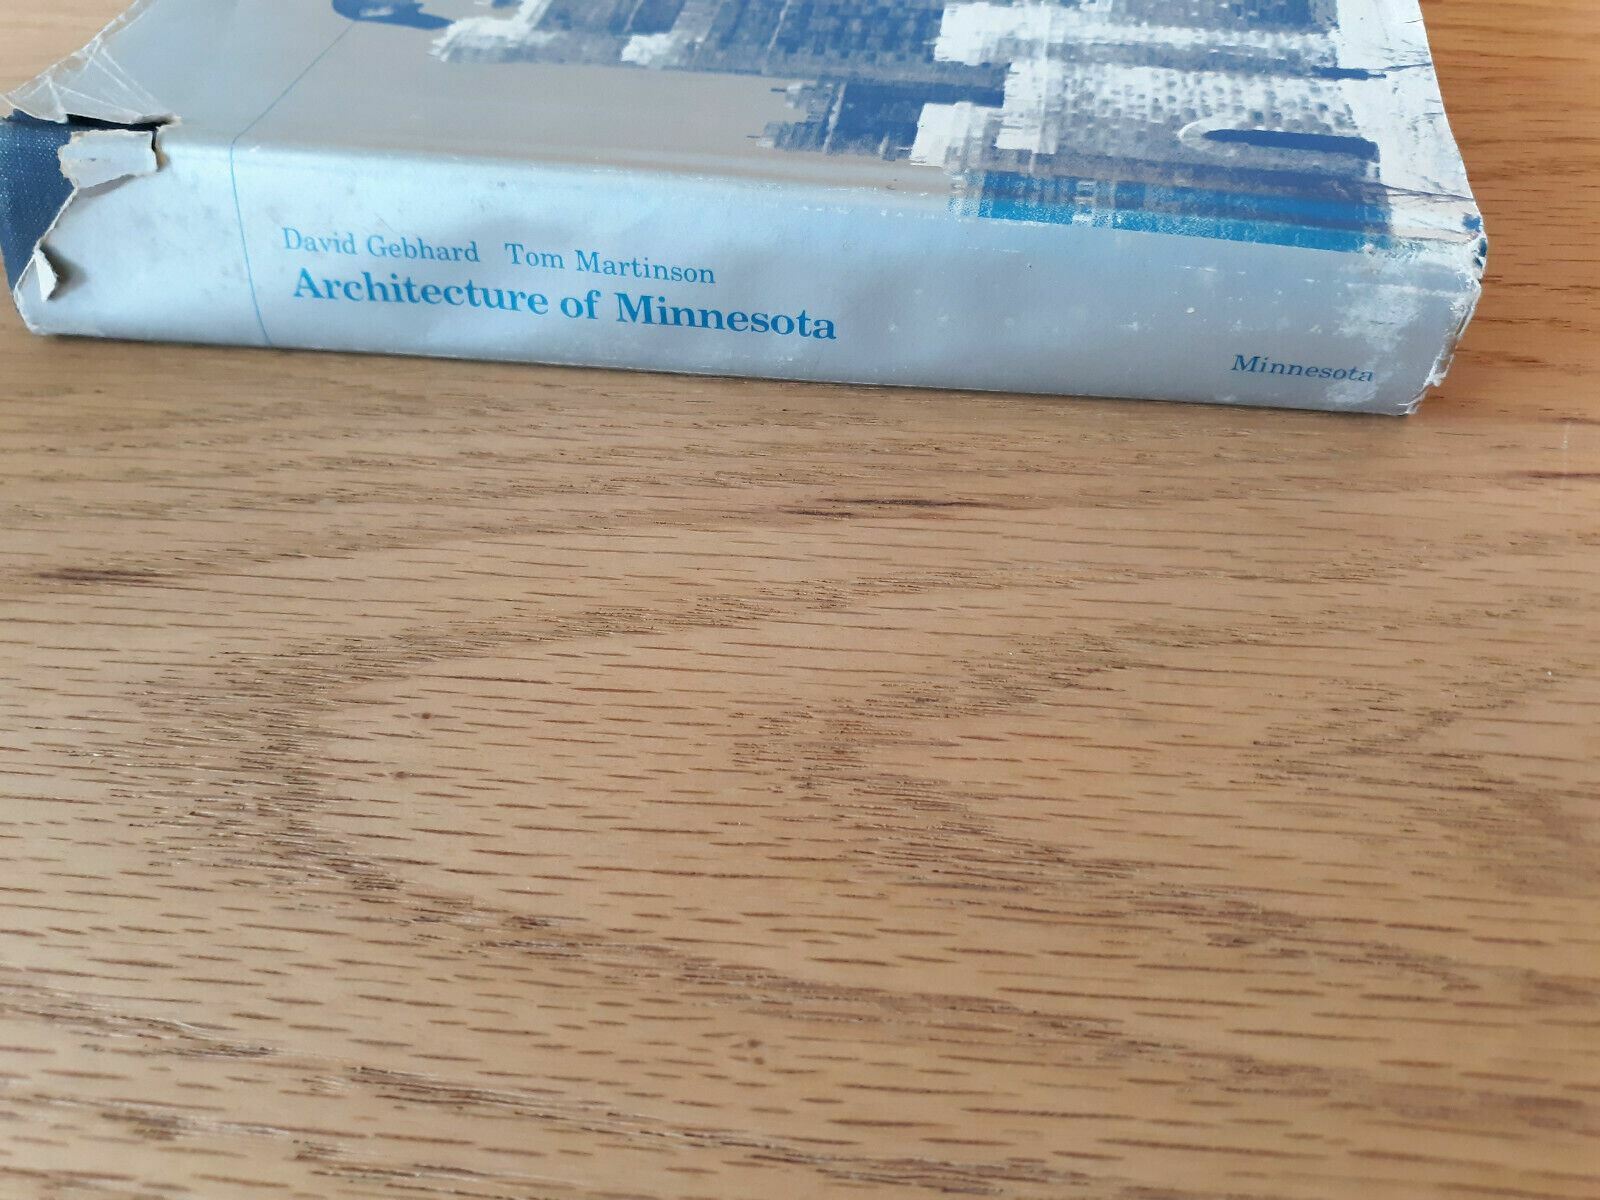 David Gebhard Tom Martinson
Architecture of Minnesota
Minnesota